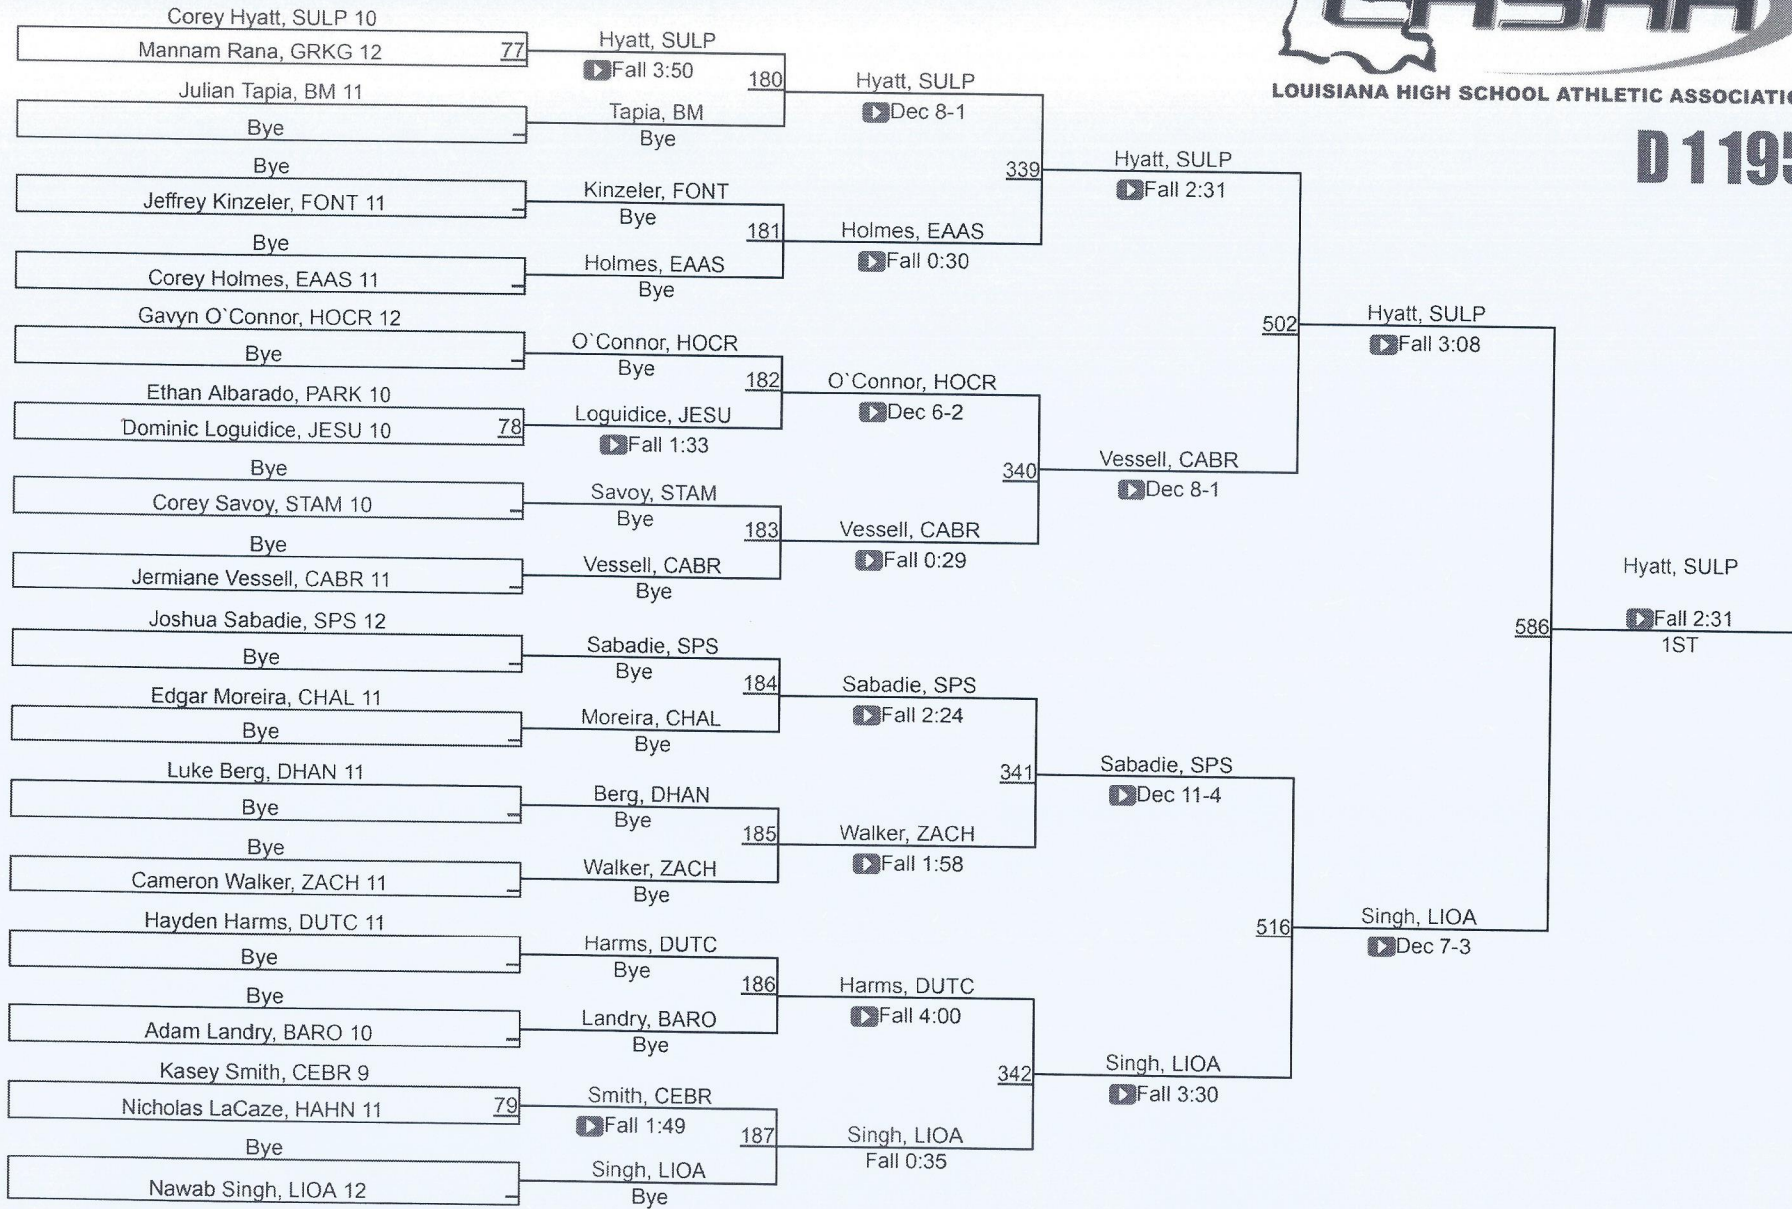 LHSAA
LOUISIANA HIGH SCHOOL ATHLETIC ASSOCIATIO
D 1 195
Corey Hyatt, SULP 10
Mannam Rana, GRKG 12 77
Julian Tapia, BM 11
Bye
Bye
Jeffrey Kinzeler, FONT 11
Bye
Corey Holmes, EAAS 11
Gavyn O`Connor, HOCR 12
Bye
Ethan Albarado, PARK 10
Dominic Loguidice, JESU 10 78
Bye
Corey Savoy, STAM 10
Bye
Jermiane Vessell, CABR 11
Joshua Sabadie, SPS 12
Bye
Edgar Moreira, CHAL 11
Bye
Luke Berg, DHAN 11
Bye
Bye
Cameron Walker, ZACH 11
Hayden Harms, DUTC 11
Bye
Bye
Adam Landry, BARO 10
Kasey Smith, CEBR 9
Nicholas LaCaze, HAHN 11 79
Bye
Nawab Singh, LIOA 12
Hyatt, SULP
Fall 3:50
180
Tapia, BM
Bye
Kinzeler, FONT
Bye
181
Holmes, EAAS
Bye
O`Connor, HOCR
Bye
182
Loguidice, JESU
Fall 1:33
Savoy, STAM
Bye
183
Vessell, CABR
Bye
Sabadie, SPS
Bye
184
Moreira, CHAL
Bye
Berg, DHAN
Bye
185
Walker, ZACH
Bye
Harms, DUTC
Bye
186
Landry, BARO
Bye
Smith, CEBR
Fall 1:49
187
Singh, LIOA
Bye
Hyatt, SULP
Dec 8-1
339
Holmes, EAAS
Fall 0:30
O`Connor, HOCR
Dec 6-2
340
Vessell, CABR
Fall 0:29
Sabadie, SPS
Fall 2:24
341
Walker, ZACH
Fall 1:58
Harms, DUTC
Fall 4:00
342
Singh, LIOA
Fall 0:35
Hyatt, SULP
Fall 2:31
502
Vessell, CABR
Dec 8-1
Sabadie, SPS
Dec 11-4
516
Singh, LIOA
Fall 3:30
Hyatt, SULP
Fall 3:08
586
Singh, LIOA
Dec 7-3
Hyatt, SULP
Fall 2:31
1ST